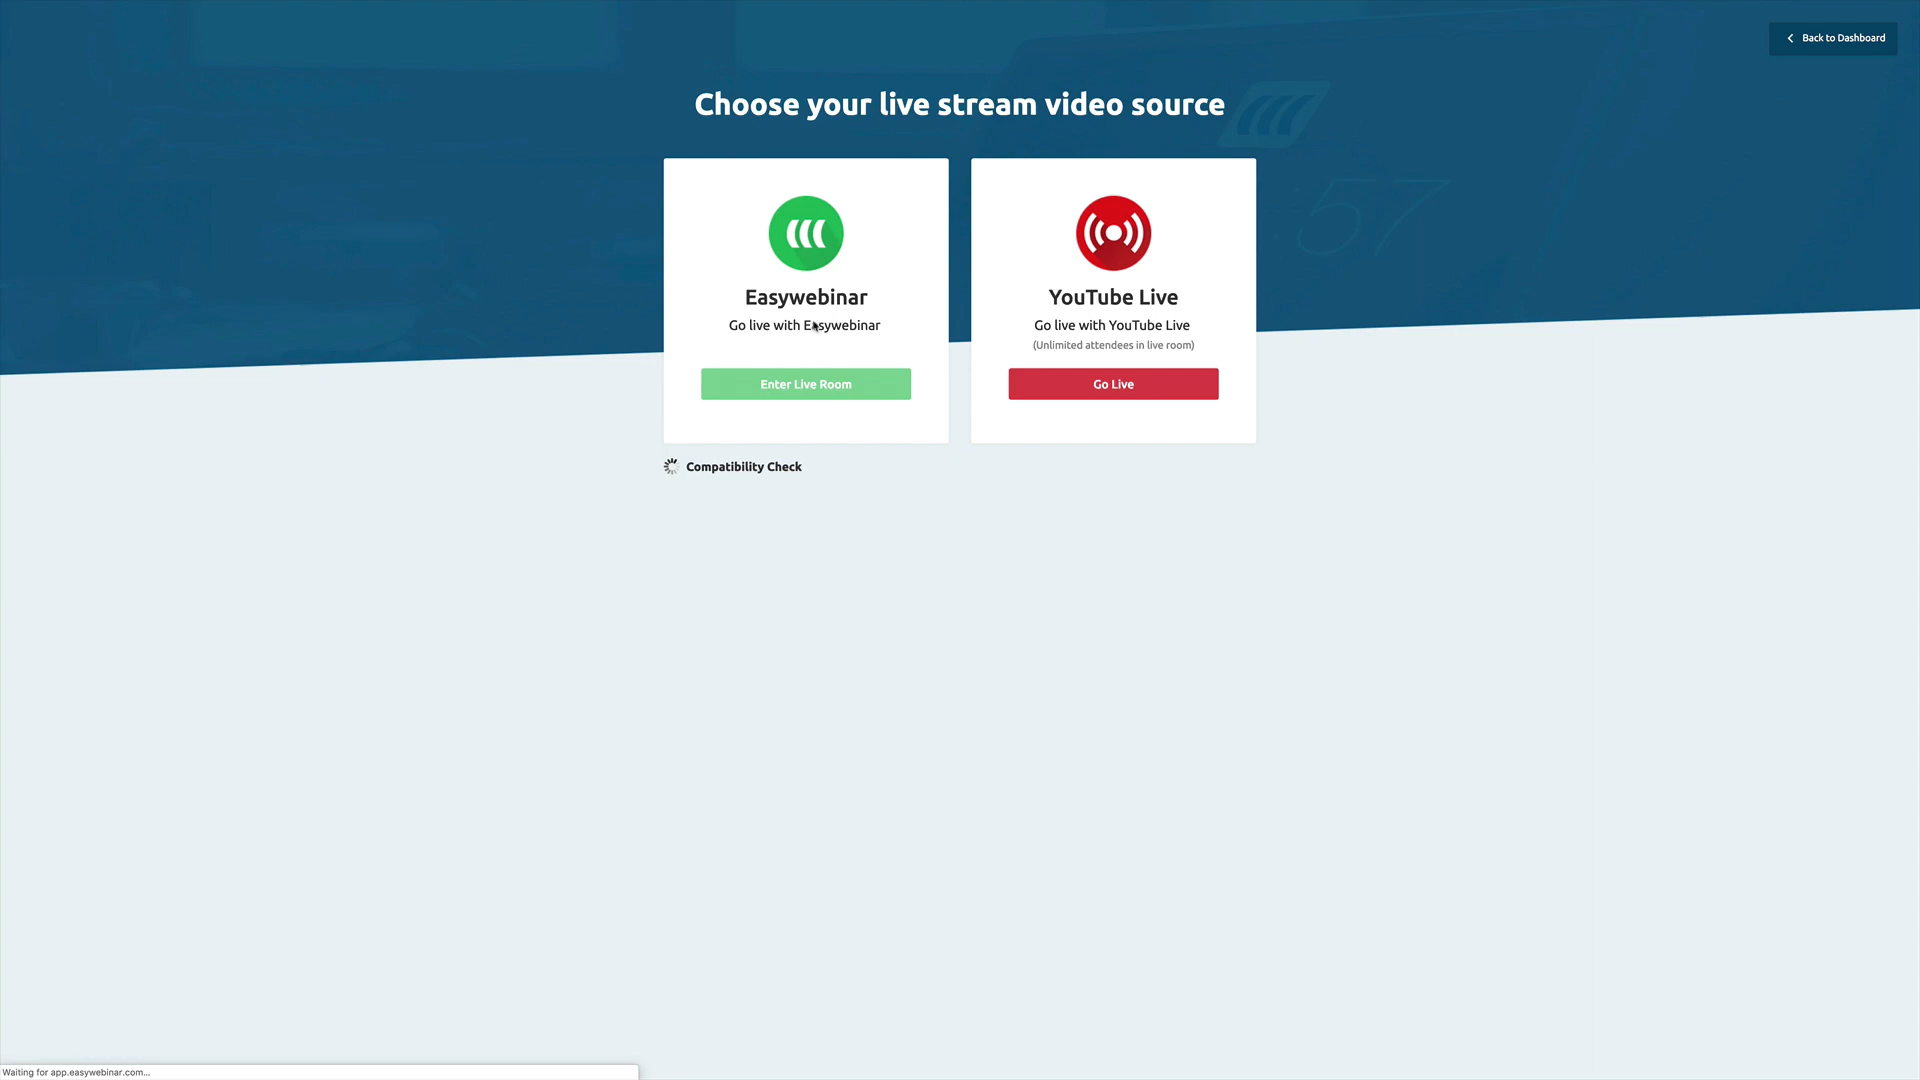 Back to Dashboard
Choose your live stream video source
:57
Easywebinar
Go live with Easywebinar
Enter Live Room
YouTube Live
Go live with YouTube Live
(Unlimited attendees in live room)
Go Live
Compatibility Check
Waiting for app.easywebinar.com...